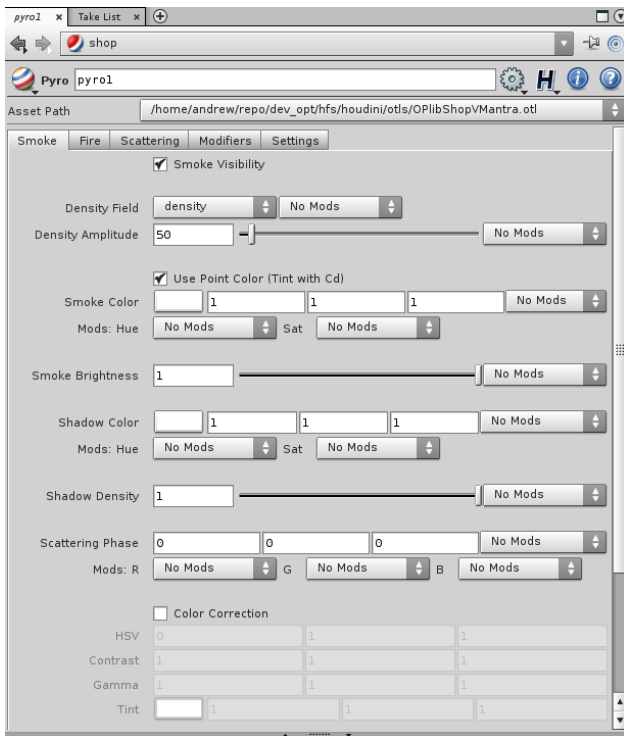 pyro1 × Take List ×
shop
Pyro pyro1
Asset Path /home/andrew/repo/dev_opt/hfs/houdini/otls/OPlibShopVMantra.otl
Smoke Fire Scattering Modifiers Settings
Smoke Visibility
Density Field density No Mods
Density Amplitude 50 No Mods
Use Point Color (Tint with Cd)
Smoke Color 1 1 1 No Mods
Mods: Hue No Mods Sat No Mods
Smoke Brightness 1 No Mods
Shadow Color 1 1 1 No Mods
Mods: Hue No Mods Sat No Mods
Shadow Density 1 No Mods
Scattering Phase 0 0 0 No Mods
Mods: R No Mods G No Mods B No Mods
Color Correction
HSV 0 1 1
Contrast 1 1 1
Gamma 1 1 1
Tint 1 1 1